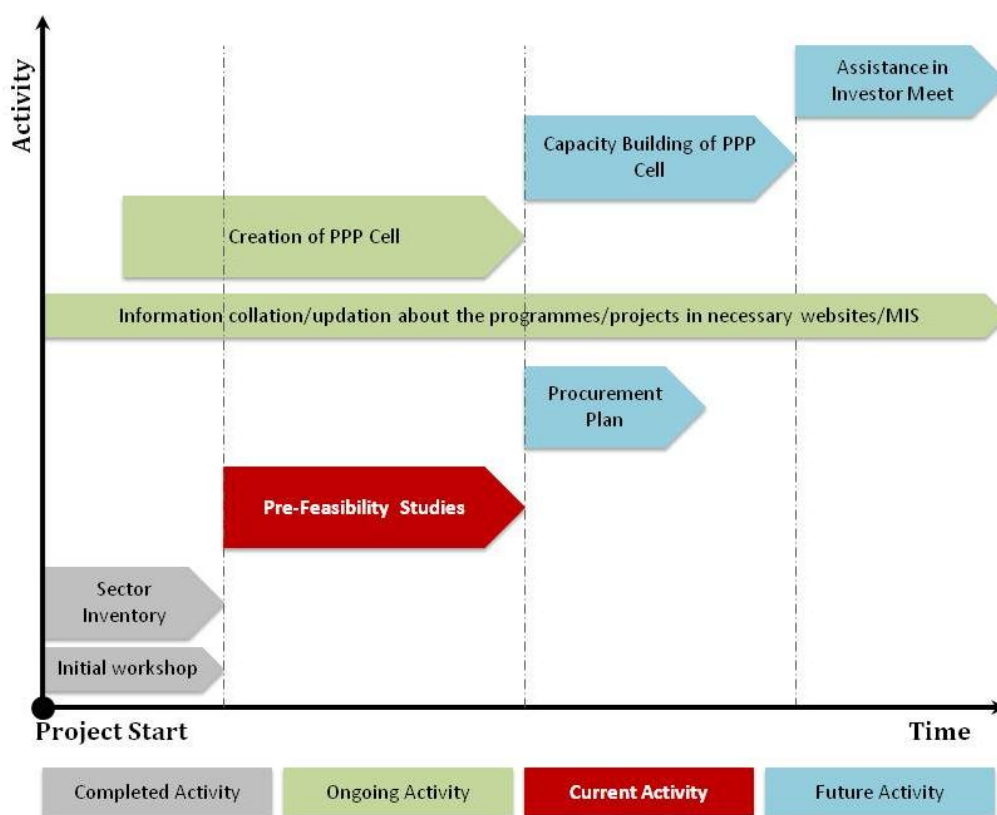 Activity
Assistance in
Investor Meet
Capacity Building of PPP
Cell
Creation of PPP Cell
Information collation/updation about the programmes/projects in necessary websites/MIS
Procurement
Plan
Pre-Feasibility Studies
Sector
Inventory
Initial workshop
Project Start
Time
Completed Activity
Ongoing Activity
Current Activity
Future Activity